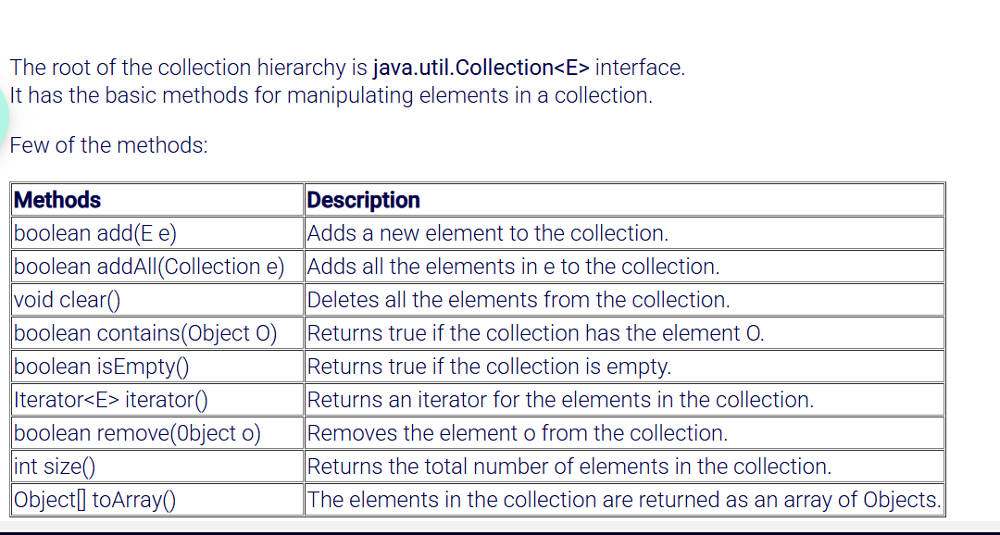 The root of the collection hierarchy is java.util.Collection<E> interface.
It has the basic methods for manipulating elements in a collection.
Few of the methods:
Methods Description
boolean add(E e) Adds a new element to the collection.
boolean addAll(Collection e) Adds all the elements in e to the collection.
void clear() Deletes all the elements from the collection.
boolean contains(Object O) Returns true if the collection has the element O.
boolean isEmpty() Returns true if the collection is empty.
Iterator<E> iterator() Returns an iterator for the elements in the collection.
boolean remove(0bject o) Removes the element o from the collection.
int size() Returns the total number of elements in the collection.
Object[] toArray() The elements in the collection are returned as an array of Objects.